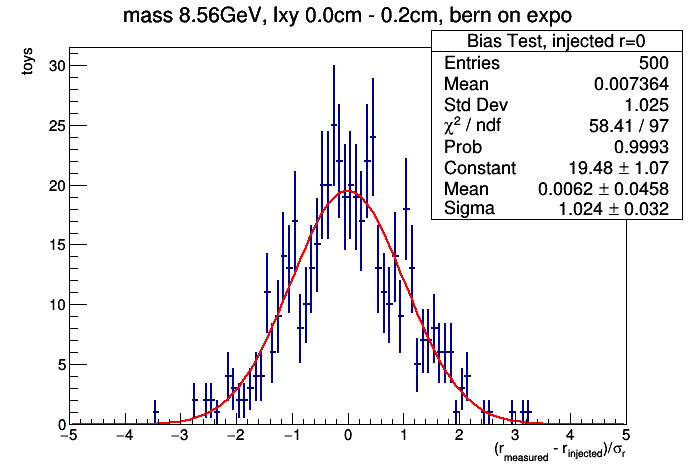 mass 8.56GeV, lxy 0.0cm - 0.2cm, bern on expo
Bias Test, injected r=0
Entries 500
Mean 0.007364
Std Dev 1.025
χ² / ndf 58.41 / 97
Prob 0.9993
Constant 19.48 ± 1.07
Mean 0.0062 ± 0.0458
Sigma 1.024 ± 0.032
toys
30
25
20
15
10
5
0
−5 −4 −3 −2 −1 0 1 2 3 4 5
(r_measured - r_injected)/σ_r